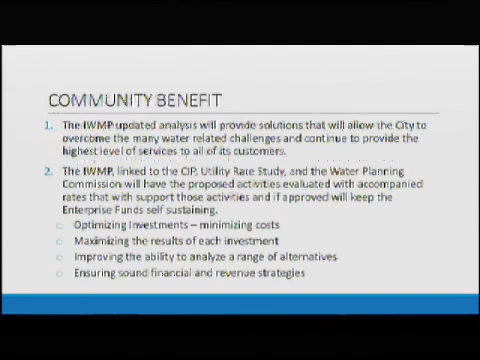 COMMUNITY BENEFIT
1. The IWMP updated analysis will provide solutions that will allow the City to
overcome the many water related challenges and continue to provide the
highest level of services to all of its customers.
2. The IWMP, linked to the CIP, Utility Rate Study, and the Water Planning
Commission will have the proposed activities evaluated with accompanied
rates that with support those activities and if approved will keep the
Enterprise Funds self sustaining.
o Optimizing Investments – minimizing costs
o Maximizing the results of each investment
o Improving the ability to analyze a range of alternatives
o Ensuring sound financial and revenue strategies